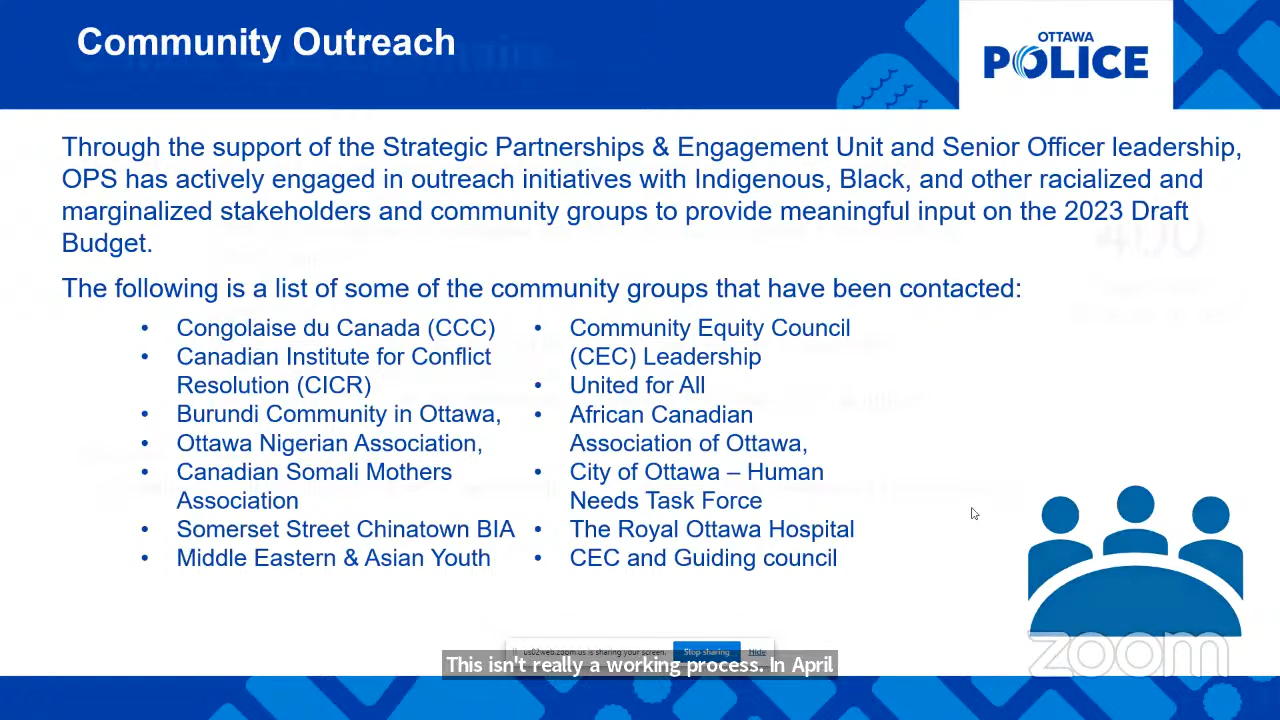 Community Outreach
OTTAWA
POLICE
Through the support of the Strategic Partnerships & Engagement Unit and Senior Officer leadership,
OPS has actively engaged in outreach initiatives with Indigenous, Black, and other racialized and
marginalized stakeholders and community groups to provide meaningful input on the 2023 Draft
Budget.
400
The following is a list of some of the community groups that have been contacted:
• Congolaise du Canada (CCC)
• Canadian Institute for Conflict
Resolution (CICR)
• Burundi Community in Ottawa,
• Ottawa Nigerian Association,
• Canadian Somali Mothers
Association
• Somerset Street Chinatown BIA
• Middle Eastern & Asian Youth
• Community Equity Council
(CEC) Leadership
• United for All
• African Canadian
Association of Ottawa,
• City of Ottawa – Human
Needs Task Force
• The Royal Ottawa Hospital
• CEC and Guiding council
us02web.zoom.us is sharing your screen.
Stop sharing
Hide
This isn't really a working process. In April
zoom